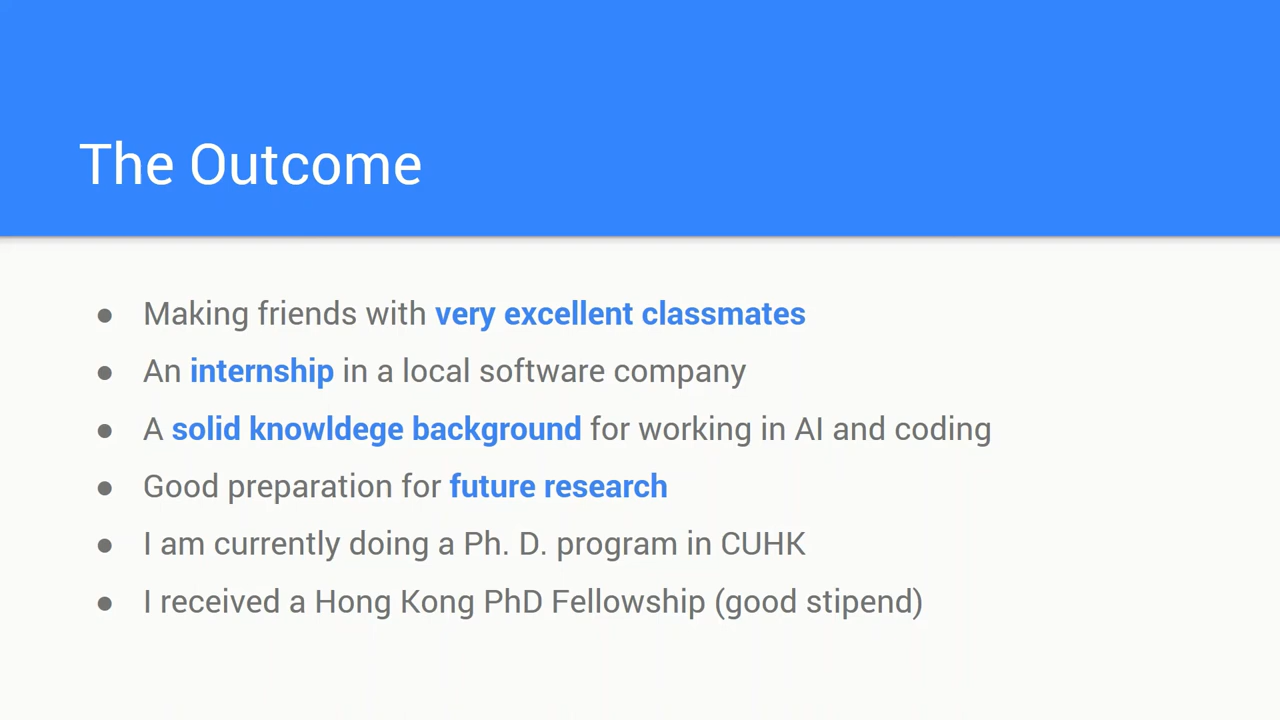 The Outcome
● Making friends with very excellent classmates
● An internship in a local software company
● A solid knowldege background for working in AI and coding
● Good preparation for future research
● I am currently doing a Ph. D. program in CUHK
● I received a Hong Kong PhD Fellowship (good stipend)